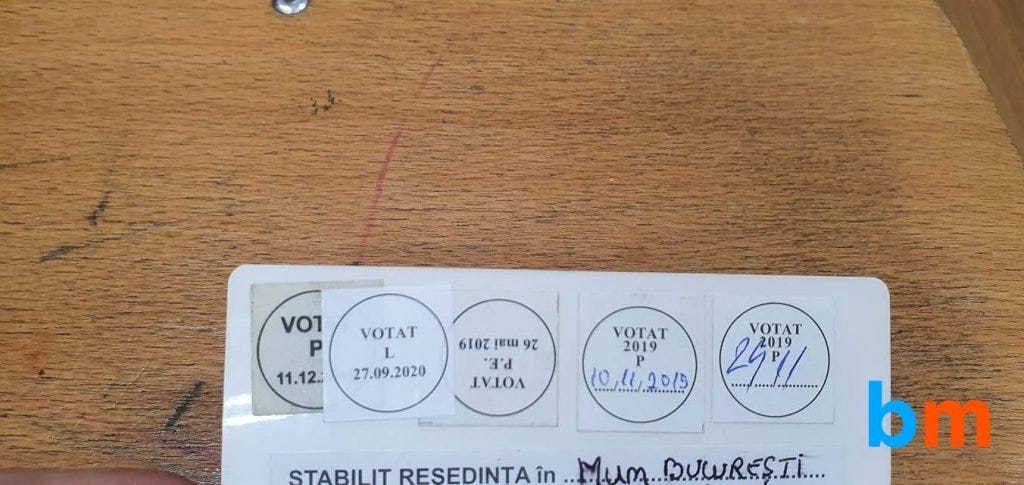 VOT
P
11.12.
VOTAT
L
27.09.2020
VOTAT
P.E.
26 mai 2019
VOTAT
2019
P
10.11.2019
VOTAT
2019
P
24/11
bm
STABILIT RESEDINTA în ..Mum BUCUREȘTI....